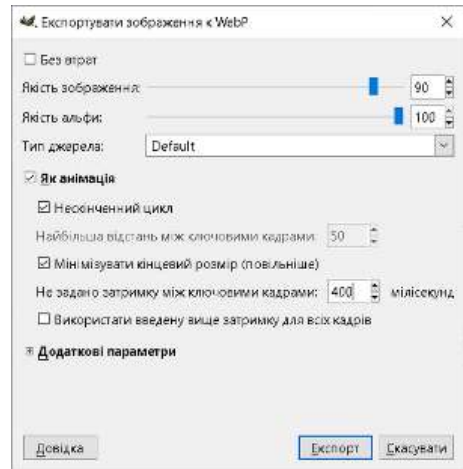 Експортувати зображення к WebP
Без втрат
Якість зображення: 90
Якість альфи: 100
Тип джерела: Default
Як анімація
Нескінченний цикл
Найбільша відстань між ключовими кадрами: 50
Мінімізувати кінцевий розмір (повільніше)
Не задано затримку між ключовими кадрами: 400 мілісекунд
Використати введену вище затримку для всіх кадрів
Додаткові параметри
Довідка Експорт Скасувати